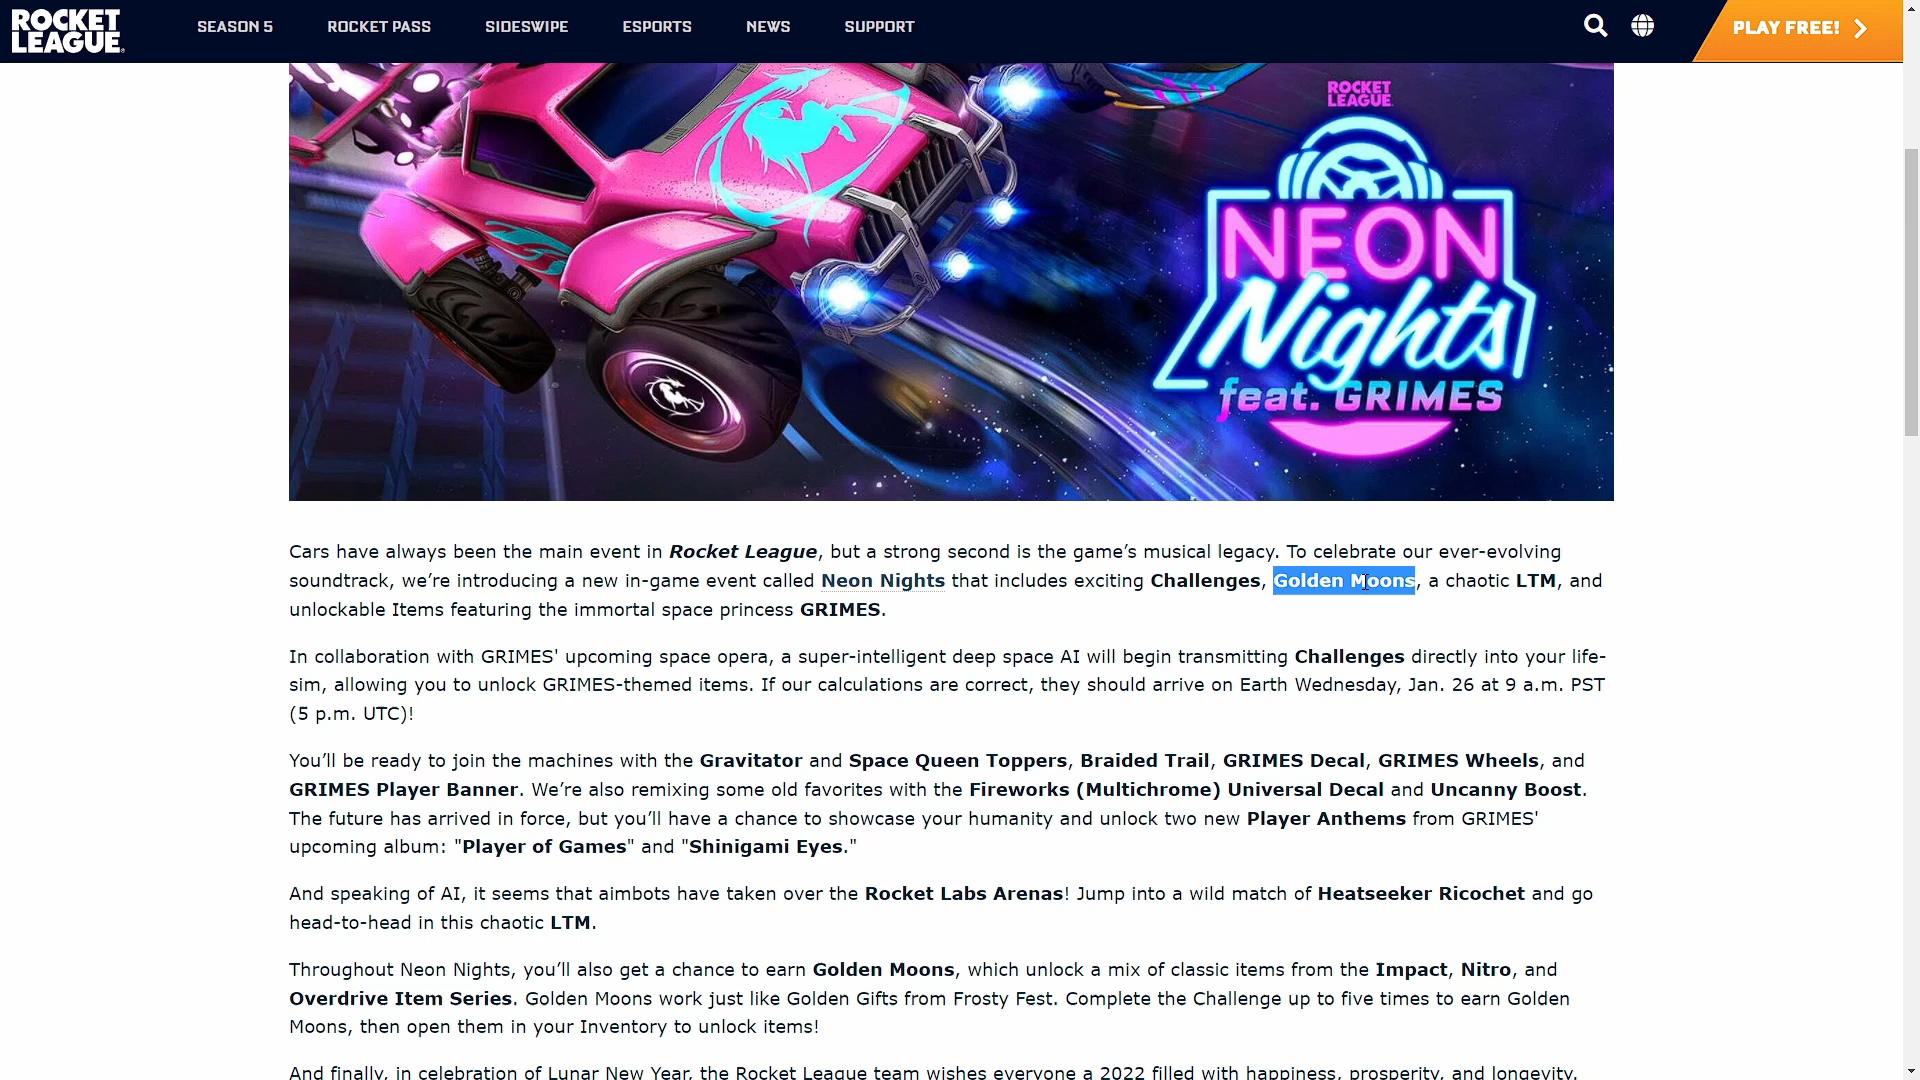 ROCKET LEAGUE
SEASON 5
ROCKET PASS
SIDESWIPE
ESPORTS
NEWS
SUPPORT
PLAY FREE!
ROCKET
LEAGUE
NEON
Nights
feat. GRIMES
Cars have always been the main event in Rocket League, but a strong second is the game’s musical legacy. To celebrate our ever-evolving
soundtrack, we’re introducing a new in-game event called Neon Nights that includes exciting Challenges, Golden Moons, a chaotic LTM, and
unlockable Items featuring the immortal space princess GRIMES.
In collaboration with GRIMES' upcoming space opera, a super-intelligent deep space AI will begin transmitting Challenges directly into your life-
sim, allowing you to unlock GRIMES-themed items. If our calculations are correct, they should arrive on Earth Wednesday, Jan. 26 at 9 a.m. PST
(5 p.m. UTC)!
You’ll be ready to join the machines with the Gravitator and Space Queen Toppers, Braided Trail, GRIMES Decal, GRIMES Wheels, and
GRIMES Player Banner. We’re also remixing some old favorites with the Fireworks (Multichrome) Universal Decal and Uncanny Boost.
The future has arrived in force, but you’ll have a chance to showcase your humanity and unlock two new Player Anthems from GRIMES'
upcoming album: "Player of Games" and "Shinigami Eyes."
And speaking of AI, it seems that aimbots have taken over the Rocket Labs Arenas! Jump into a wild match of Heatseeker Ricochet and go
head-to-head in this chaotic LTM.
Throughout Neon Nights, you’ll also get a chance to earn Golden Moons, which unlock a mix of classic items from the Impact, Nitro, and
Overdrive Item Series. Golden Moons work just like Golden Gifts from Frosty Fest. Complete the Challenge up to five times to earn Golden
Moons, then open them in your Inventory to unlock items!
And finally, in celebration of Lunar New Year, the Rocket League team wishes everyone a 2022 filled with happiness, prosperity, and longevity.